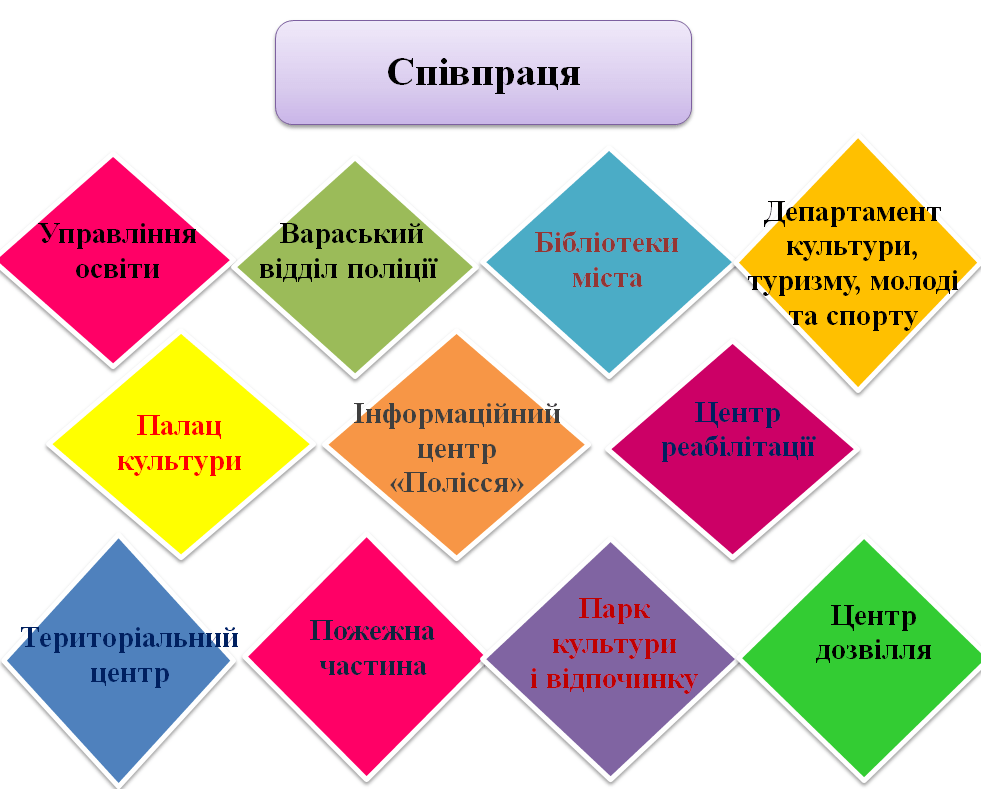 Співпраця
Управління
освіти
Вараський
відділ поліції
Бібліотеки
міста
Департамент
культури,
туризму, молоді
та спорту
Палац
культури
Інформаційний
центр
«Полісся»
Центр
реабілітації
Територіальний
центр
Пожежна
частина
Парк
культури
і відпочинку
Центр
дозвілля